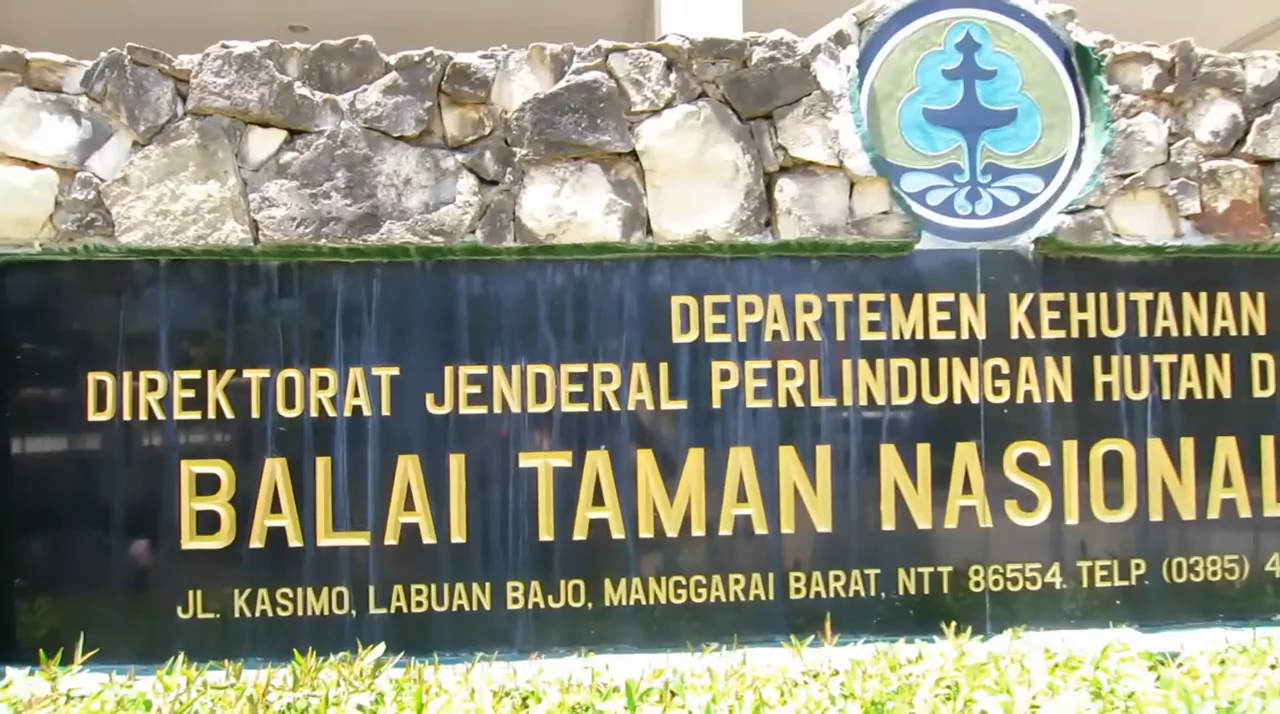 DEPARTEMEN KEHUTANAN
DIREKTORAT JENDERAL PERLINDUNGAN HUTAN D
BALAI TAMAN NASIONAL
JL. KASIMO, LABUAN BAJO, MANGGARAI BARAT, NTT 86554. TELP. (0385) 4